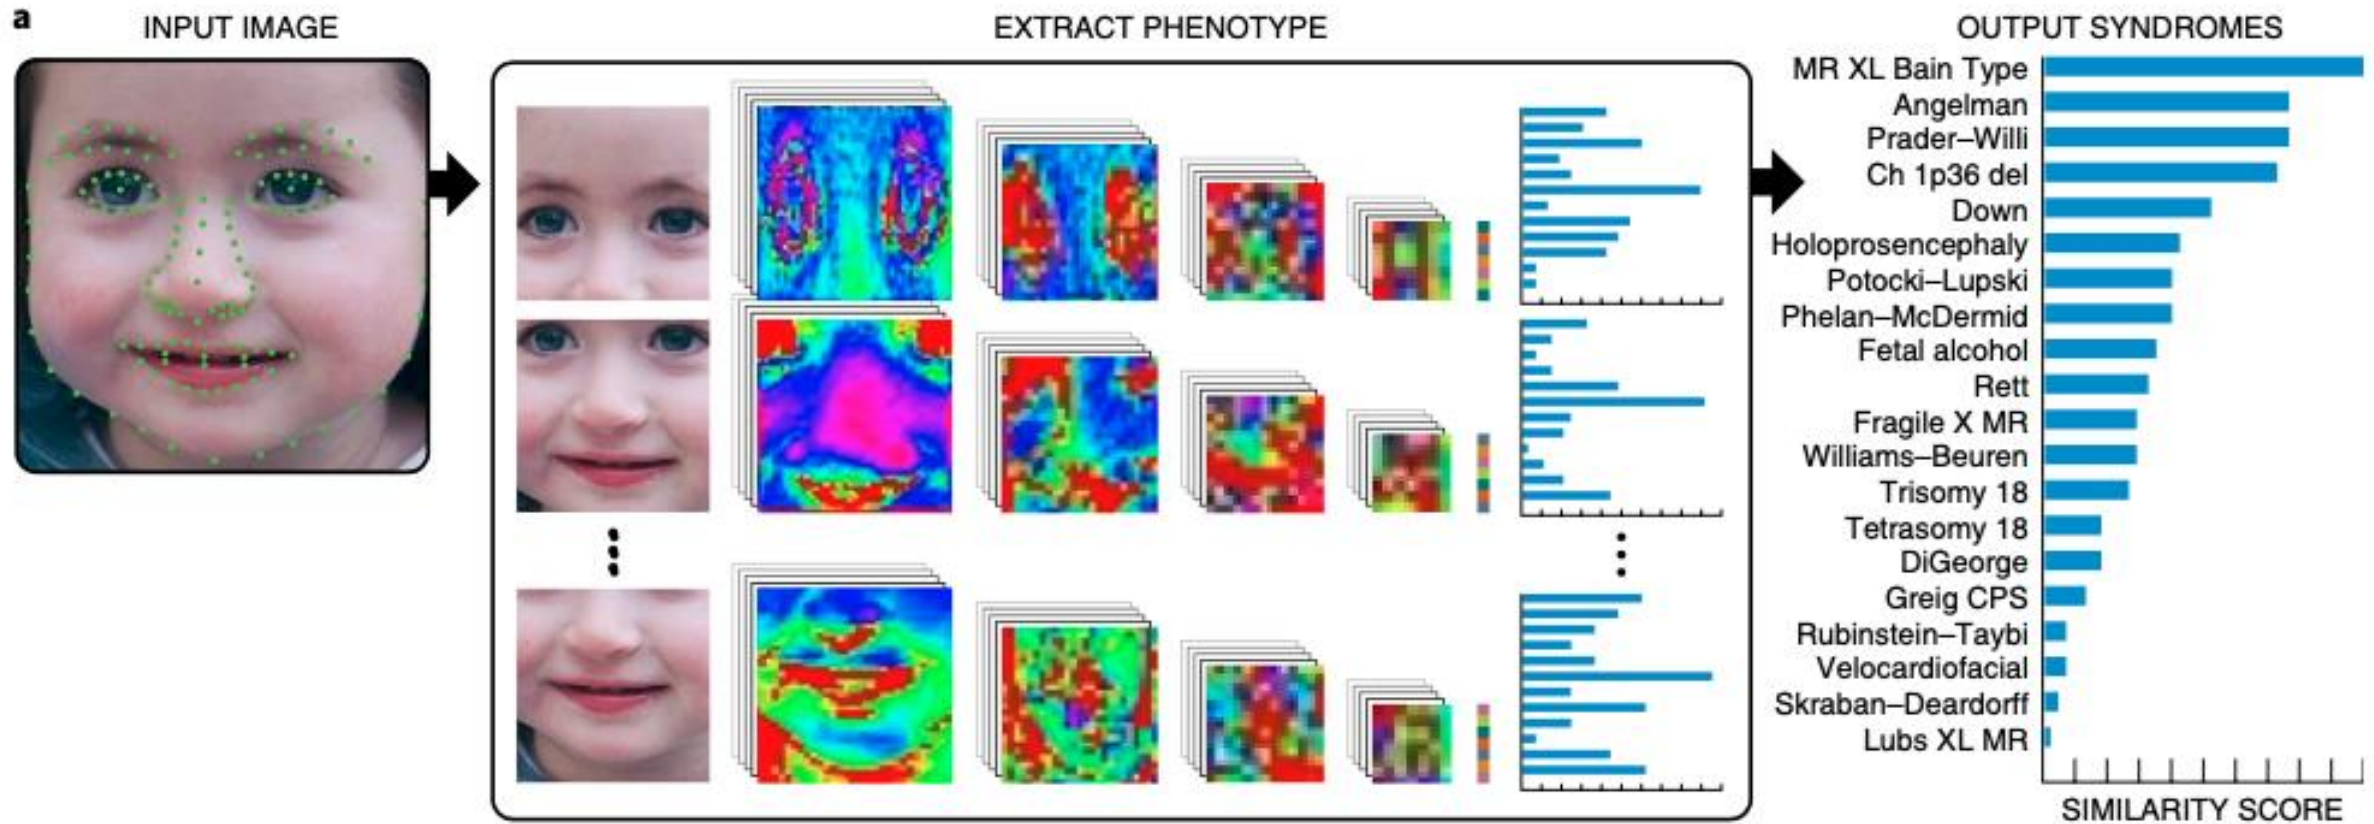 a
INPUT IMAGE
EXTRACT PHENOTYPE
OUTPUT SYNDROMES
MR XL Bain Type
Angelman
Prader–Willi
Ch 1p36 del
Down
Holoprosencephaly
Potocki–Lupski
Phelan–McDermid
Fetal alcohol
Rett
Fragile X MR
Williams–Beuren
Trisomy 18
Tetrasomy 18
DiGeorge
Greig CPS
Rubinstein–Taybi
Velocardiofacial
Skraban–Deardorff
Lubs XL MR
SIMILARITY SCORE